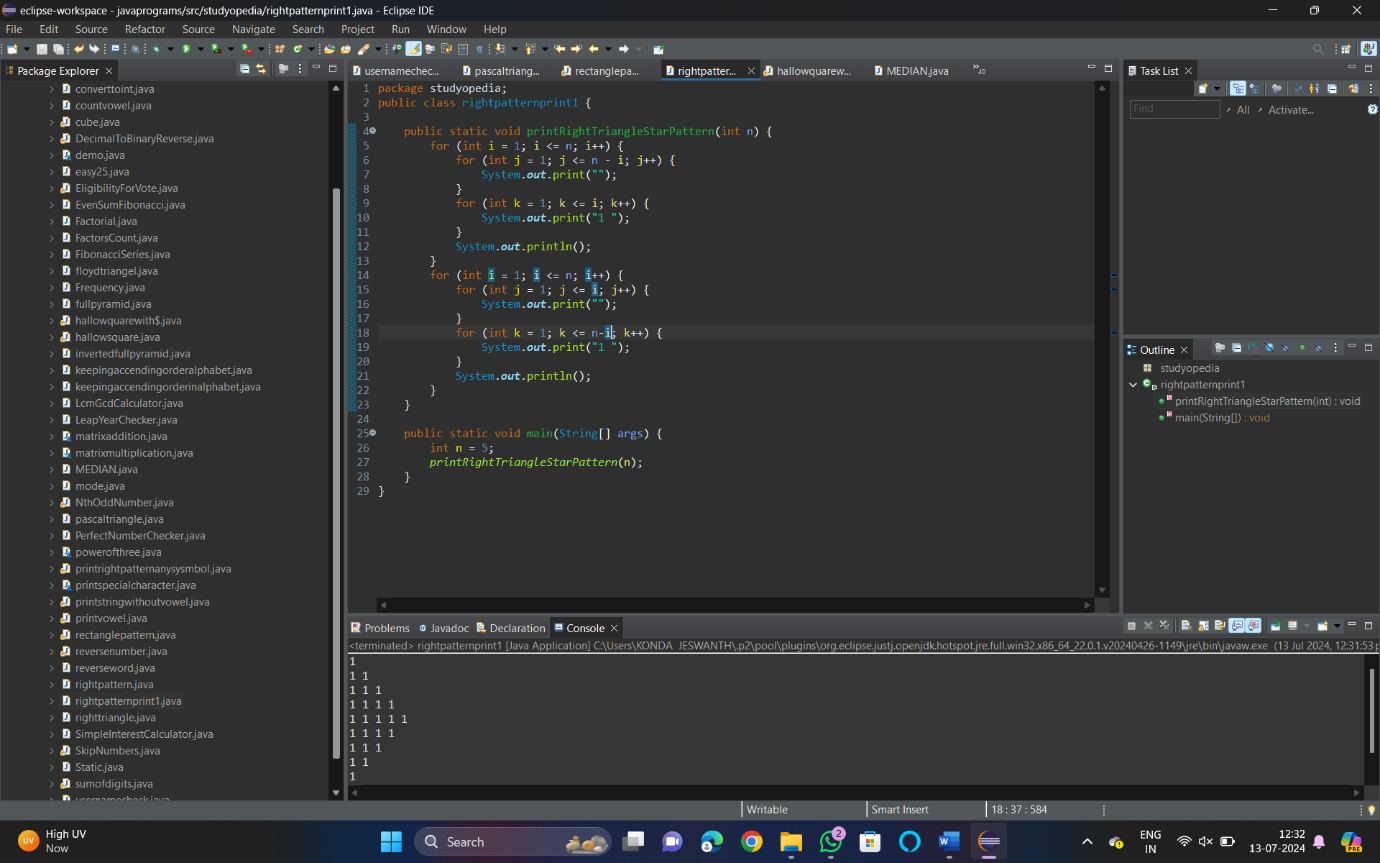 eclipse-workspace - javaprograms/src/studyopedia/rightpatternprint1.java - Eclipse IDE
File Edit Source Refactor Source Navigate Search Project Run Window Help
Package Explorer
converttoint.java
countvowel.java
cube.java
DecimalToBinaryReverse.java
demo.java
easy25.java
EligibilityForVote.java
EvenSumFibonacci.java
Factorial.java
FactorsCount.java
FibonacciSeries.java
floydtriangel.java
Frequency.java
fullpyramid.java
hallowquarewith$.java
hallowsquare.java
invertedfullpyramid.java
keepingaccendingorderalphabet.java
keepingaccendingorderinalphabet.java
LcmGcdCalculator.java
LeapYearChecker.java
matrixaddition.java
matrixmultiplication.java
MEDIAN.java
mode.java
NthOddNumber.java
pascaltriangle.java
PerfectNumberChecker.java
powerofthree.java
printrightpatternanysysmbol.java
printspecialcharacter.java
printstringwithoutvowel.java
printvowel.java
rectanglepattern.java
reversenumber.java
reverseword.java
rightpattern.java
rightpatternprint1.java
righttriangle.java
SimpleInterestCalculator.java
SkipNumbers.java
Static.java
sumofdigits.java
usernamecheck.java
usernamechec... pascaltriang... rectanglepa... rightpatter... hallowquarew... MEDIAN.java »40
1 package studyopedia;
2 public class rightpatternprint1 {
3
4 public static void printRightTriangleStarPattern(int n) {
5 for (int i = 1; i <= n; i++) {
6 for (int j = 1; j <= n - i; j++) {
7 System.out.print("");
8 }
9 for (int k = 1; k <= i; k++) {
10 System.out.print("1 ");
11 }
12 System.out.println();
13 }
14 for (int i = 1; i <= n; i++) {
15 for (int j = 1; j <= i; j++) {
16 System.out.print("");
17 }
18 for (int k = 1; k <= n-i; k++) {
19 System.out.print("1 ");
20 }
21 System.out.println();
22 }
23 }
24
25 public static void main(String[] args) {
26 int n = 5;
27 printRightTriangleStarPattern(n);
28 }
29 }
Task List
Find All Activate...
Outline
studyopedia
rightpatternprint1
printRightTriangleStarPattern(int) : void
main(String[]) : void
Problems Javadoc Declaration Console
<terminated> rightpatternprint1 [Java Application] C:\Users\KONDA JESWANTH\.p2\pool\plugins\org.eclipse.justj.openjdk.hotspot.jre.full.win32.x86_64_22.0.1.v20240426-1149\jre\bin\javaw.exe (13 Jul 2024, 12:31:53
1
1 1
1 1 1
1 1 1 1
1 1 1 1 1
1 1 1 1
1 1 1
1 1
1
Writable Smart Insert 18 : 37 : 584
UV High UV
Now
Search
2
PRE
ENG
IN
12:32
13-07-2024